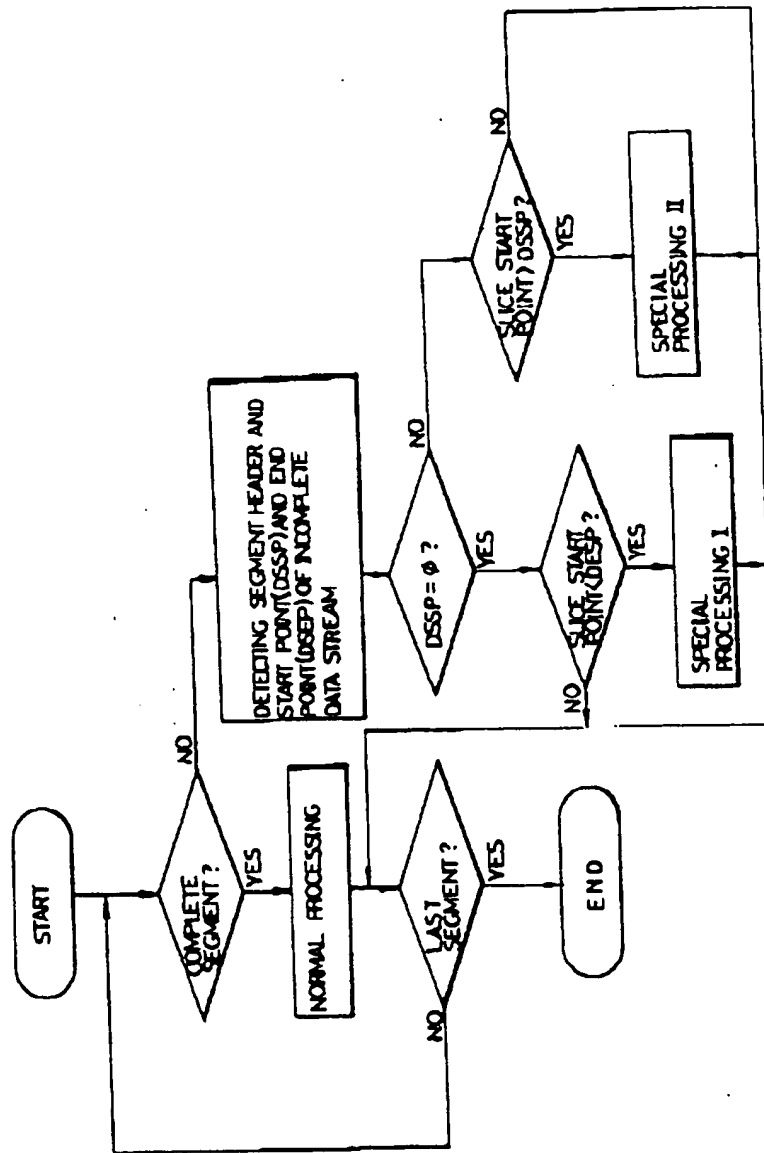 START
COMPLETE
SEGMENT ?
NO
YES
NORMAL PROCESSING
LAST
SEGMENT ?
NO
YES
END
DETECTING SEGMENT HEADER AND
START POINT(DSSP) AND END
POINT(DSEP) OF INCOMPLETE
DATA STREAM
DSSP = Ø ?
NO
YES
SLICE START
POINT<DESP ?
NO
YES
SPECIAL
PROCESSING I
SLICE START
POINT) DSSP ?
NO
YES
SPECIAL
PROCESSING II